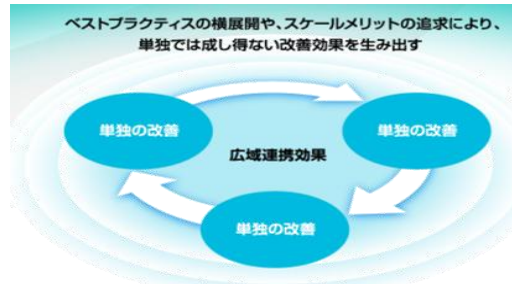 ベストプラクティスの横展開や、スケールメリットの追求により、
単独では成し得ない改善効果を生み出す
単独の改善
単独の改善
広域連携効果
単独の改善